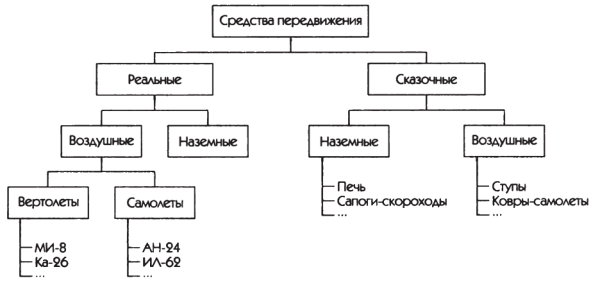 Средства передвижения
Реальные
Сказочные
Воздушные
Наземные
Наземные
Воздушные
Вертолеты
Самолеты
Печь
Сапоги-скороходы
...
Ступы
Ковры-самолеты
...
МИ-8
Ка-26
...
АН-24
ИЛ-62
...